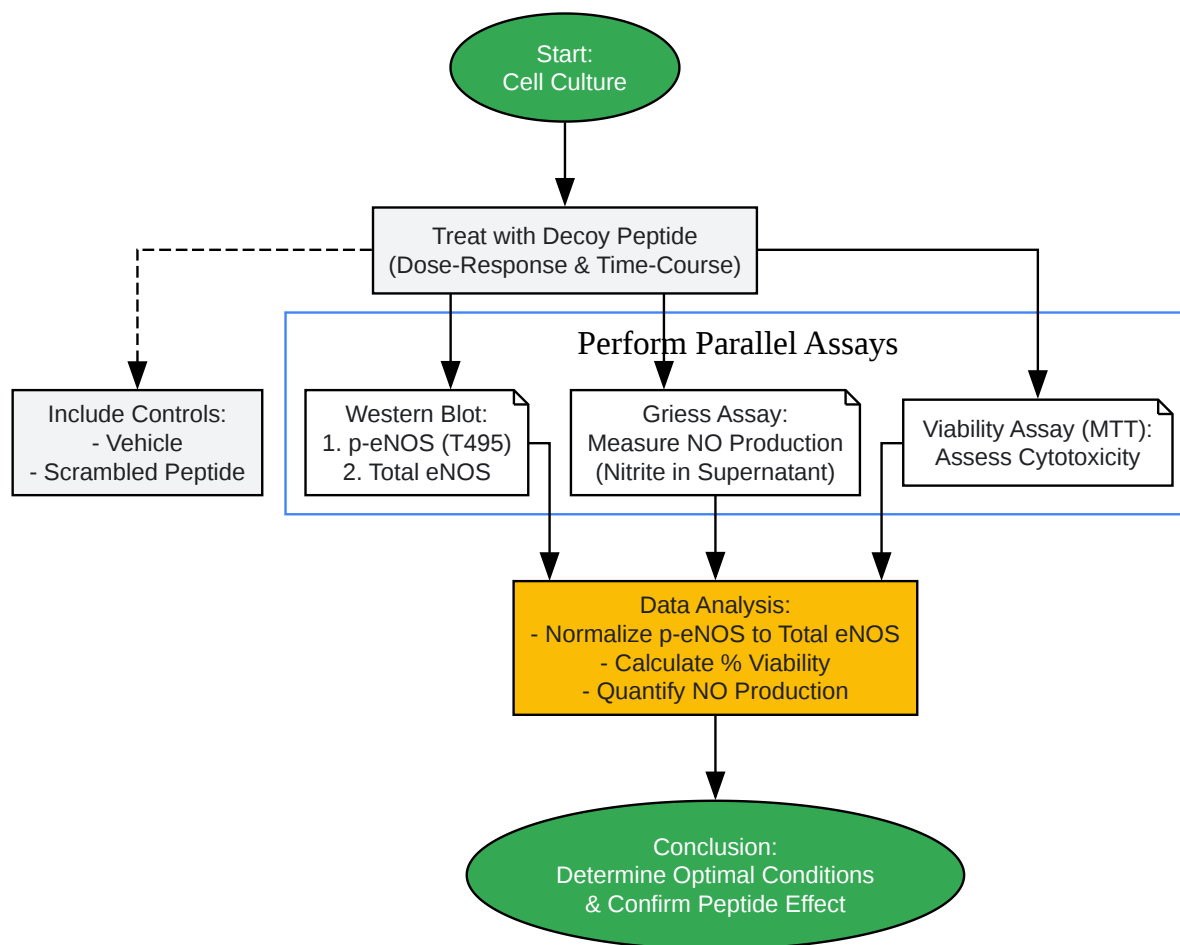 Start:
Cell Culture
Treat with Decoy Peptide
(Dose-Response & Time-Course)
Perform Parallel Assays
Include Controls:
- Vehicle
- Scrambled Peptide
Western Blot:
1. p-eNOS (T495)
2. Total eNOS
Griess Assay:
Measure NO Production
(Nitrite in Supernatant)
Viability Assay (MTT):
Assess Cytotoxicity
Data Analysis:
- Normalize p-eNOS to Total eNOS
- Calculate % Viability
- Quantify NO Production
Conclusion:
Determine Optimal Conditions
& Confirm Peptide Effect